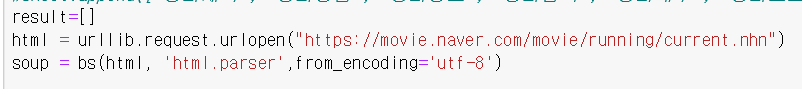 result=[]
html = urllib.request.urlopen("https://movie.naver.com/movie/running/current.nhn")
soup = bs(html, 'html.parser',from_encoding='utf-8')